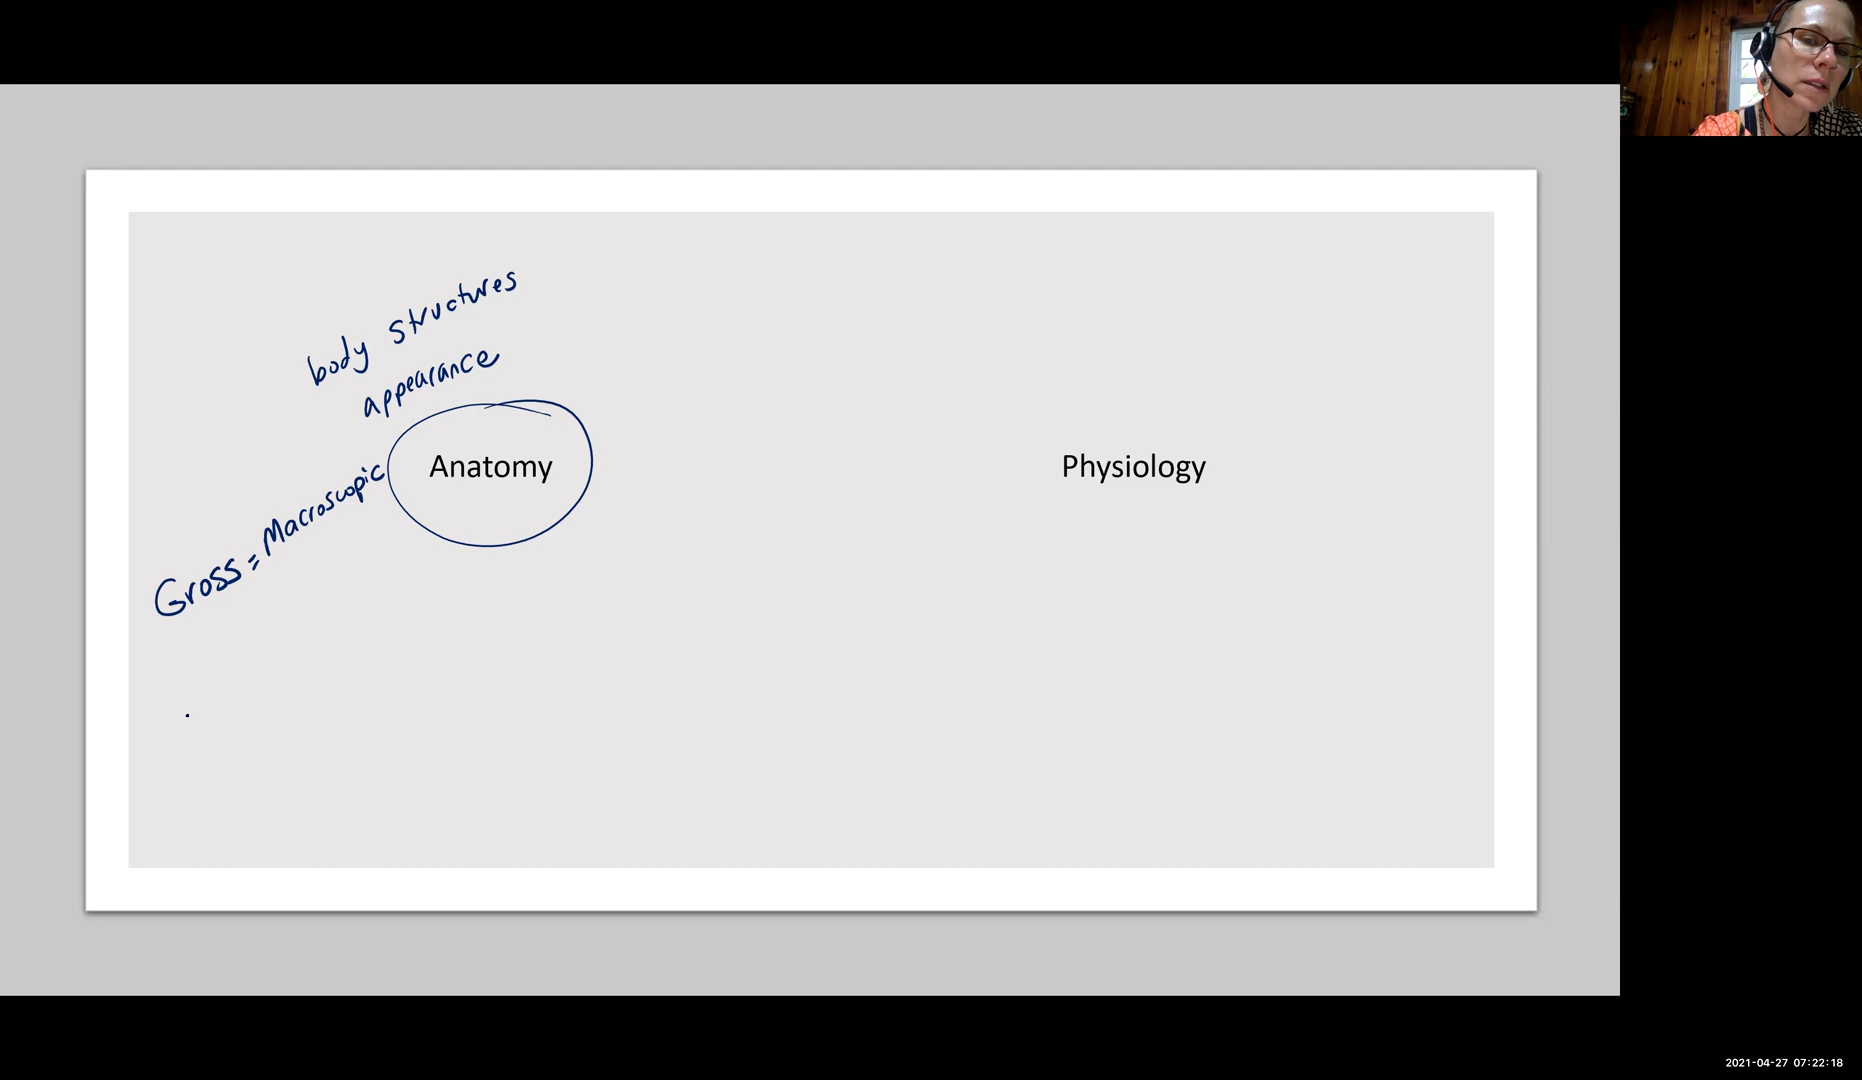 body structures
appearance
Anatomy
Physiology
Gross = Macroscopic
2021-04-27 07:22:18